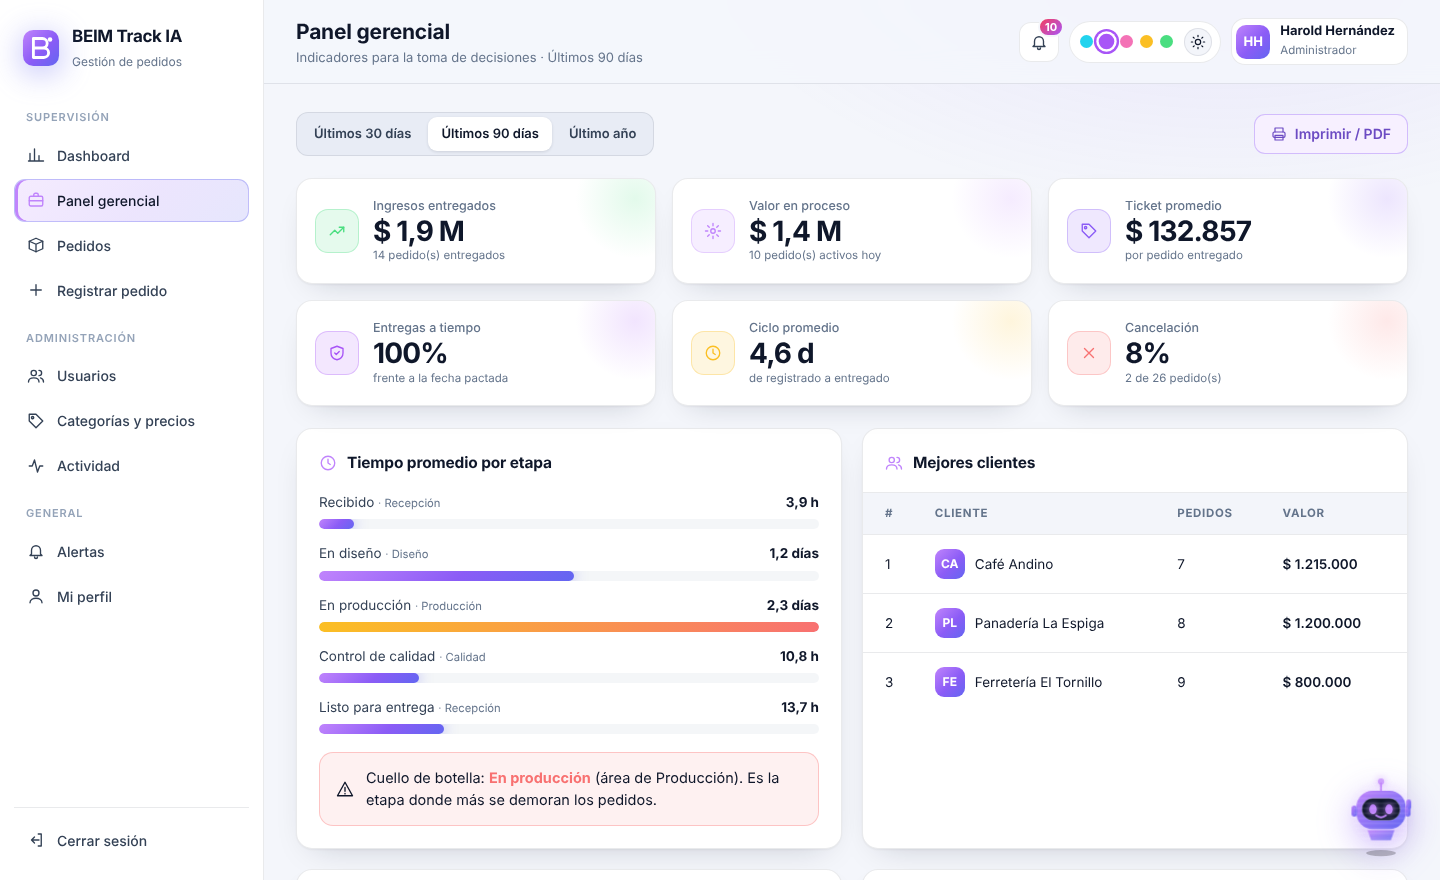 BEIM Track IA
Gestión de pedidos
SUPERVISIÓN
Dashboard
Panel gerencial
Pedidos
Registrar pedido
ADMINISTRACIÓN
Usuarios
Categorías y precios
Actividad
GENERAL
Alertas
Mi perfil
Cerrar sesión
Panel gerencial
Indicadores para la toma de decisiones · Últimos 90 días
10
HH
Harold Hernández
Administrador
Últimos 30 días
Últimos 90 días
Último año
Imprimir / PDF
Ingresos entregados
$ 1,9 M
14 pedido(s) entregados
Valor en proceso
$ 1,4 M
10 pedido(s) activos hoy
Ticket promedio
$ 132.857
por pedido entregado
Entregas a tiempo
100%
frente a la fecha pactada
Ciclo promedio
4,6 d
de registrado a entregado
Cancelación
8%
2 de 26 pedido(s)
Tiempo promedio por etapa
Recibido · Recepción 3,9 h
En diseño · Diseño 1,2 días
En producción · Producción 2,3 días
Control de calidad · Calidad 10,8 h
Listo para entrega · Recepción 13,7 h
Cuello de botella: En producción (área de Producción). Es la
etapa donde más se demoran los pedidos.
Mejores clientes
# CLIENTE PEDIDOS VALOR
1 CA Café Andino 7 $ 1.215.000
2 PL Panadería La Espiga 8 $ 1.200.000
3 FE Ferretería El Tornillo 9 $ 800.000